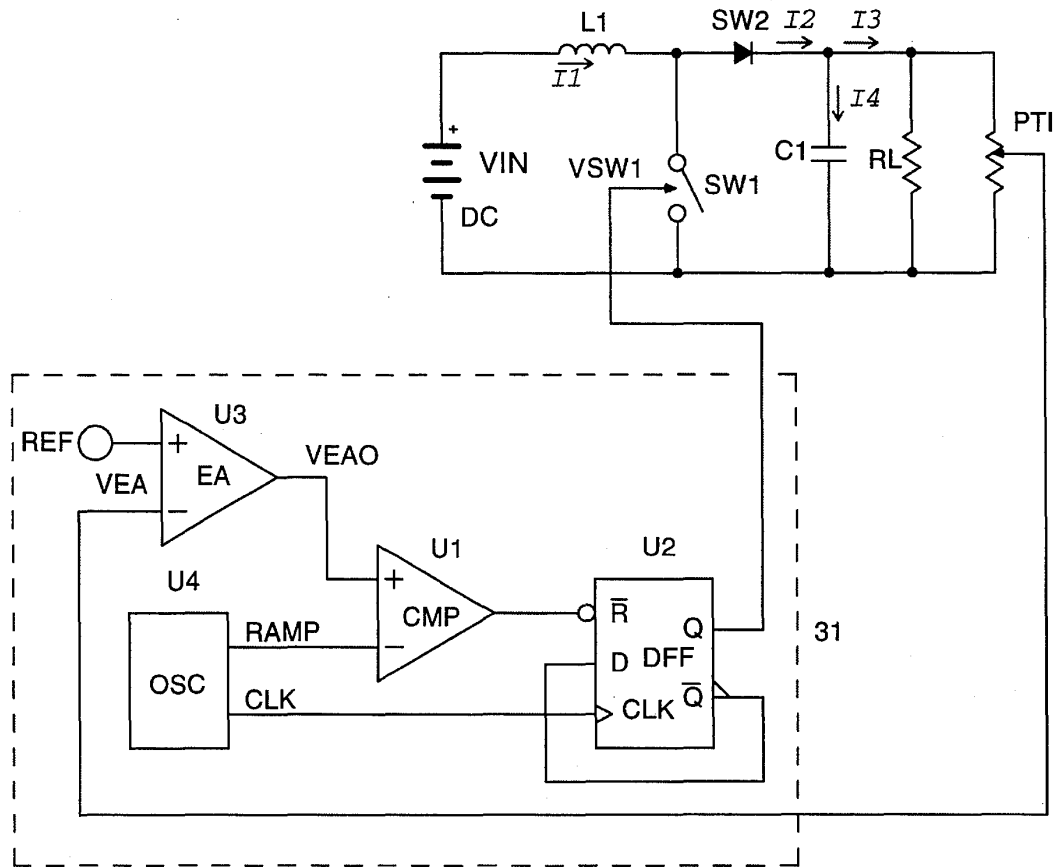 L1
SW2
I2
I3
I1
I4
+
VIN
DC
VSW1
SW1
C1
RL
PTI
REF
+
VEA
−
U3
EA
VEAO
U4
OSC
RAMP
CLK
U1
+
CMP
−
U2
R̅
Q
D
DFF
Q̅
CLK
31